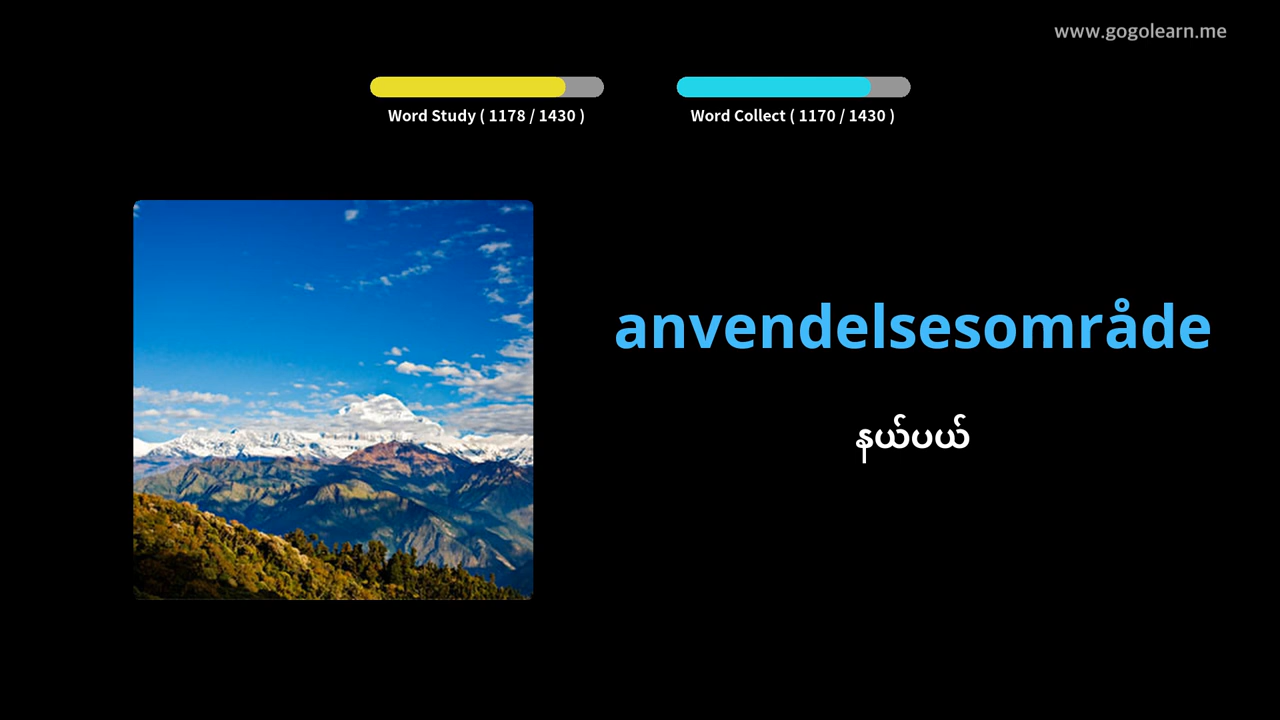 www.gogolearn.me
Word Study ( 1178 / 1430 )
Word Collect ( 1170 / 1430 )
anvendelsesområde
နယ်ပယ်